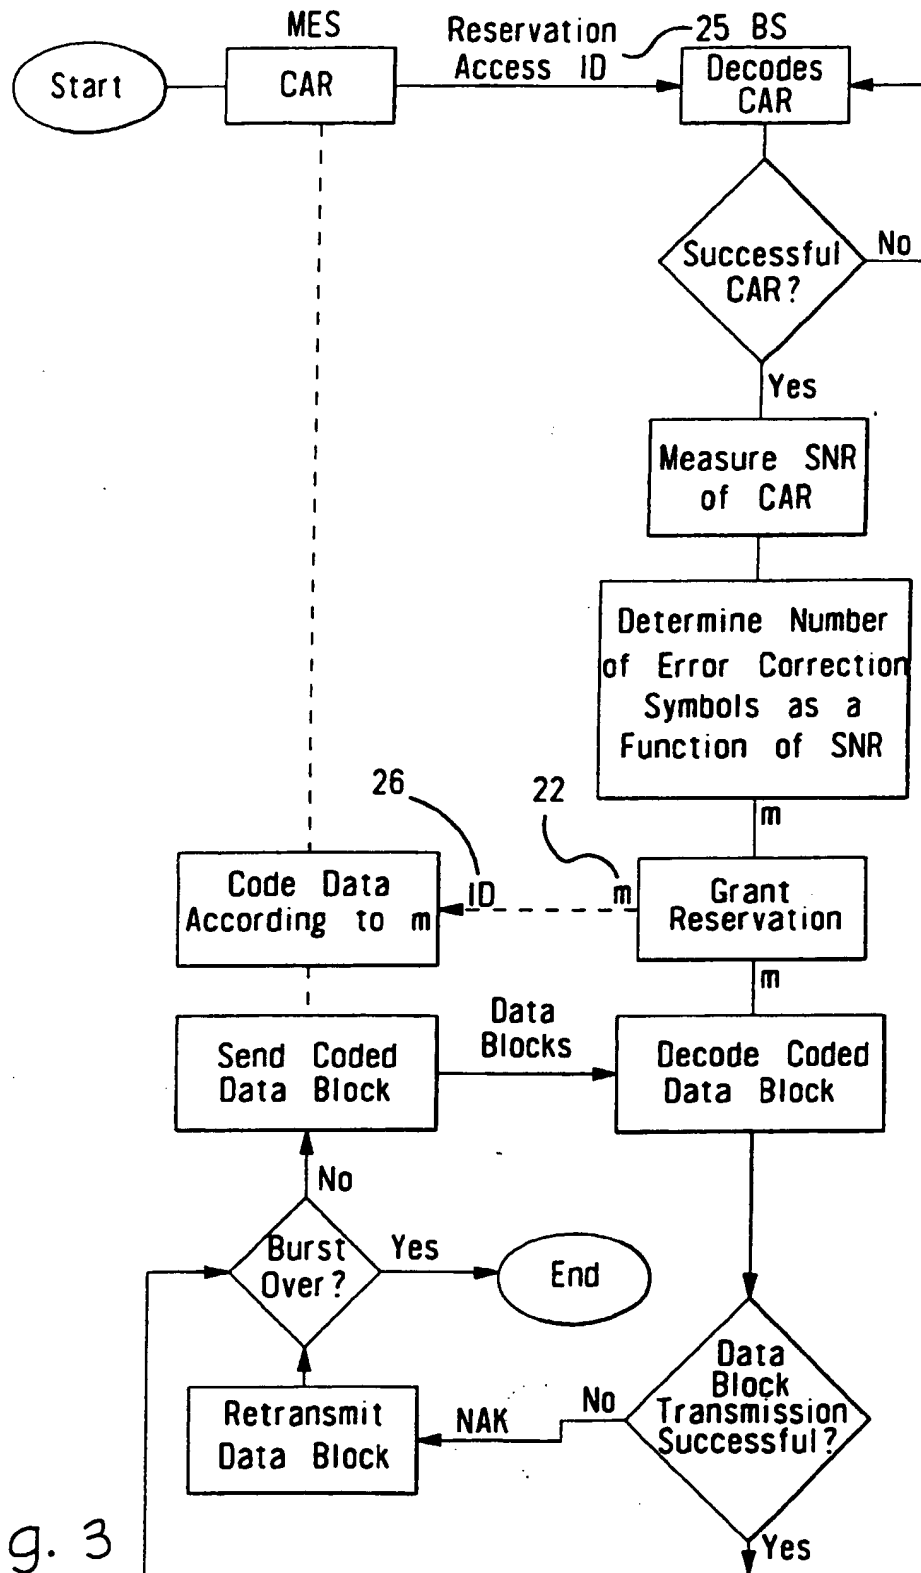 MES
Reservation
Access ID
25 BS
Start
CAR
Decodes
CAR
Successful
CAR?
No
Yes
Measure SNR
of CAR
Determine Number
of Error Correction
Symbols as a
Function of SNR
m
26
22
Code Data
According to m
ID
m
Grant
Reservation
m
Send Coded
Data Block
Data
Blocks
Decode Coded
Data Block
No
Burst
Over?
Yes
End
Data
Block
Transmission
Successful?
No
NAK
Retransmit
Data Block
Yes
g. 3